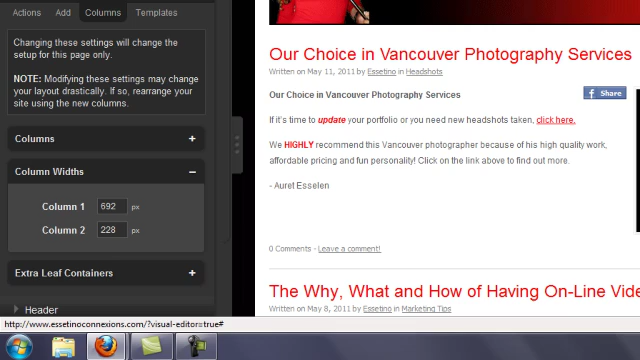 Actions Add Columns Templates
Changing these settings will change the
setup for this page only.
NOTE: Modifying these settings may change
your layout drastically. If so, rearrange your
site using the new columns.
Columns +
Column Widths −
Column 1 692 px
Column 2 228 px
Extra Leaf Containers +
Header
http://www.essetinoconnexions.com/?visual-editor=true#
Our Choice in Vancouver Photography Services
Written on May 11, 2011 by Essetino in Headshots
Our Choice in Vancouver Photography Services
f Share
If it's time to update your portfolio or you need new headshots taken, click here.
We HIGHLY recommend this Vancouver photographer because of his high quality work,
affordable pricing and fun personality! Click on the link above to find out more.
- Auret Esselen
0 Comments - Leave a comment!
The Why, What and How of Having On-Line Vide
Written on May 8, 2011 by Essetino in Marketing Tips